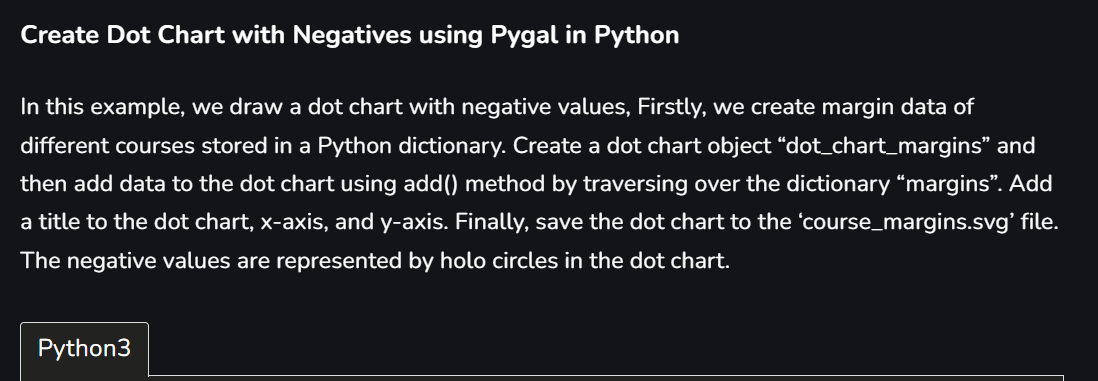 Create Dot Chart with Negatives using Pygal in Python
In this example, we draw a dot chart with negative values, Firstly, we create margin data of
different courses stored in a Python dictionary. Create a dot chart object “dot_chart_margins” and
then add data to the dot chart using add() method by traversing over the dictionary “margins”. Add
a title to the dot chart, x-axis, and y-axis. Finally, save the dot chart to the ‘course_margins.svg’ file.
The negative values are represented by holo circles in the dot chart.
Python3